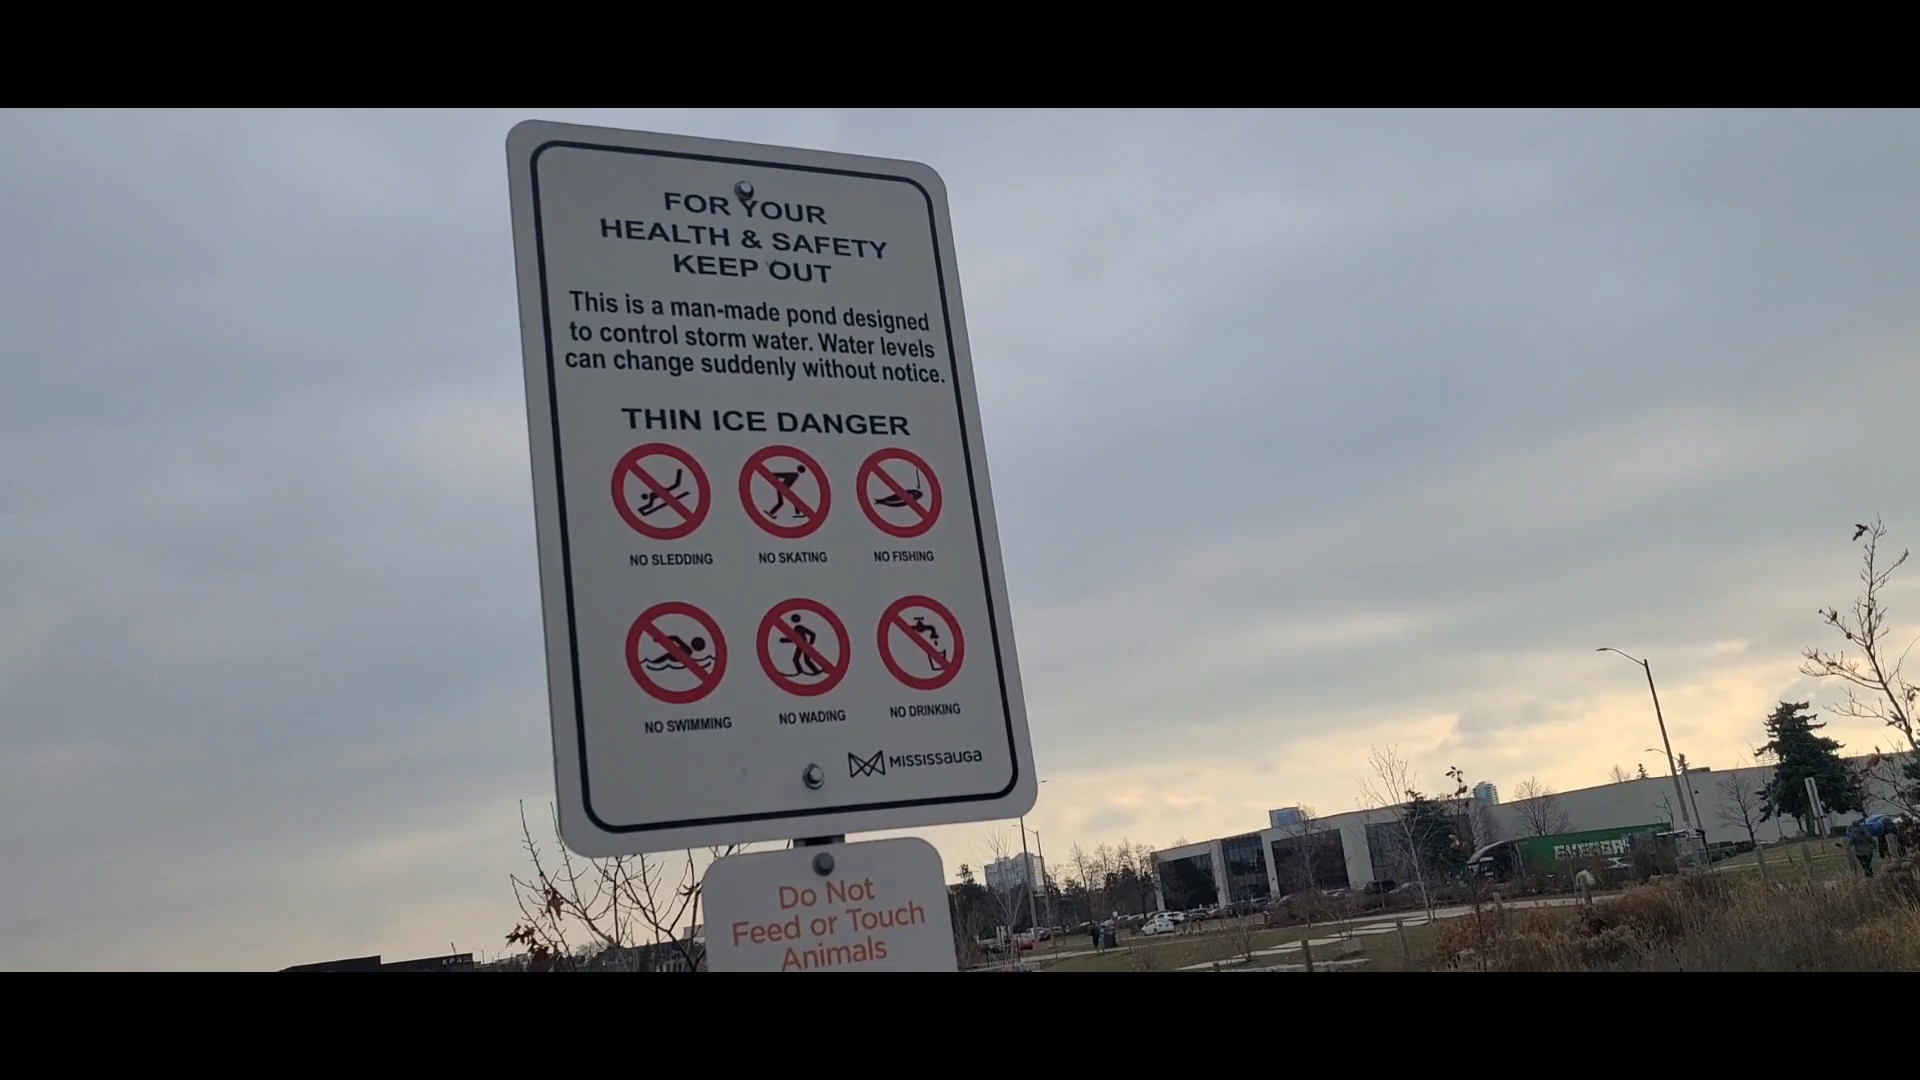 FOR YOUR
HEALTH & SAFETY
KEEP OUT
This is a man-made pond designed
to control storm water. Water levels
can change suddenly without notice.
THIN ICE DANGER
NO SLEDDING
NO SKATING
NO FISHING
NO SWIMMING
NO WADING
NO DRINKING
MISSISSAUGA
Do Not
Feed or Touch
Animals